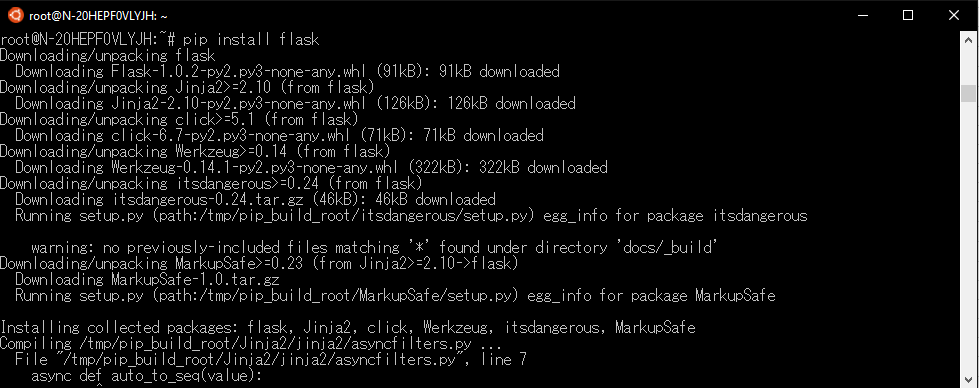 root@N-20HEPF0VLYJH: ~
root@N-20HEPF0VLYJH:~# pip install flask
Downloading/unpacking flask
  Downloading Flask-1.0.2-py2.py3-none-any.whl (91kB): 91kB downloaded
Downloading/unpacking Jinja2>=2.10 (from flask)
  Downloading Jinja2-2.10-py2.py3-none-any.whl (126kB): 126kB downloaded
Downloading/unpacking click>=5.1 (from flask)
  Downloading click-6.7-py2.py3-none-any.whl (71kB): 71kB downloaded
Downloading/unpacking Werkzeug>=0.14 (from flask)
  Downloading Werkzeug-0.14.1-py2.py3-none-any.whl (322kB): 322kB downloaded
Downloading/unpacking itsdangerous>=0.24 (from flask)
  Downloading itsdangerous-0.24.tar.gz (46kB): 46kB downloaded
  Running setup.py (path:/tmp/pip_build_root/itsdangerous/setup.py) egg_info for package itsdangerous
    warning: no previously-included files matching '*' found under directory 'docs/_build'
Downloading/unpacking MarkupSafe>=0.23 (from Jinja2>=2.10->flask)
  Downloading MarkupSafe-1.0.tar.gz
  Running setup.py (path:/tmp/pip_build_root/MarkupSafe/setup.py) egg_info for package MarkupSafe
Installing collected packages: flask, Jinja2, click, Werkzeug, itsdangerous, MarkupSafe
Compiling /tmp/pip_build_root/Jinja2/jinja2/asyncfilters.py ...
  File "/tmp/pip_build_root/Jinja2/jinja2/asyncfilters.py", line 7
    async def auto_to_seq(value):